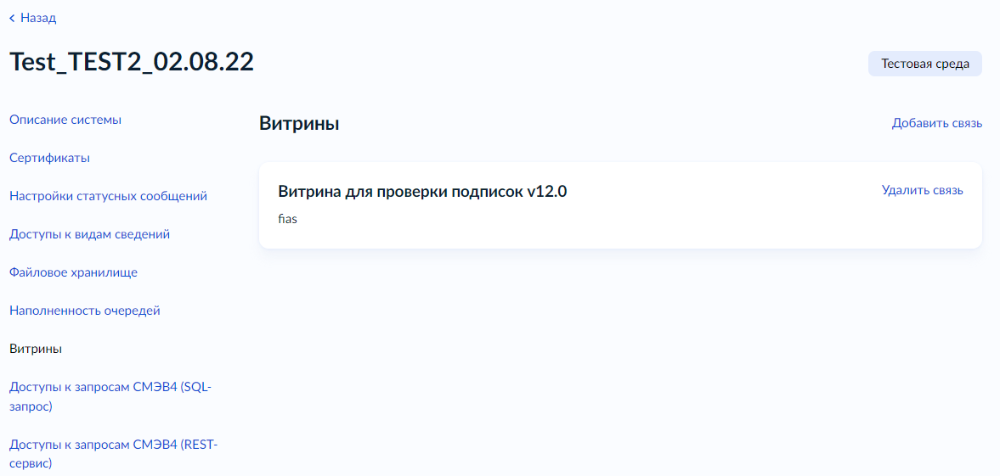 Назад
Test_TEST2_02.08.22
Тестовая среда
Описание системы
Сертификаты
Настройки статусных сообщений
Доступы к видам сведений
Файловое хранилище
Наполненность очередей
Витрины
Доступы к запросам СМЭВ4 (SQL-
запрос)
Доступы к запросам СМЭВ4 (REST-
сервис)
Витрины
Добавить связь
Витрина для проверки подписок v12.0
Удалить связь
fias